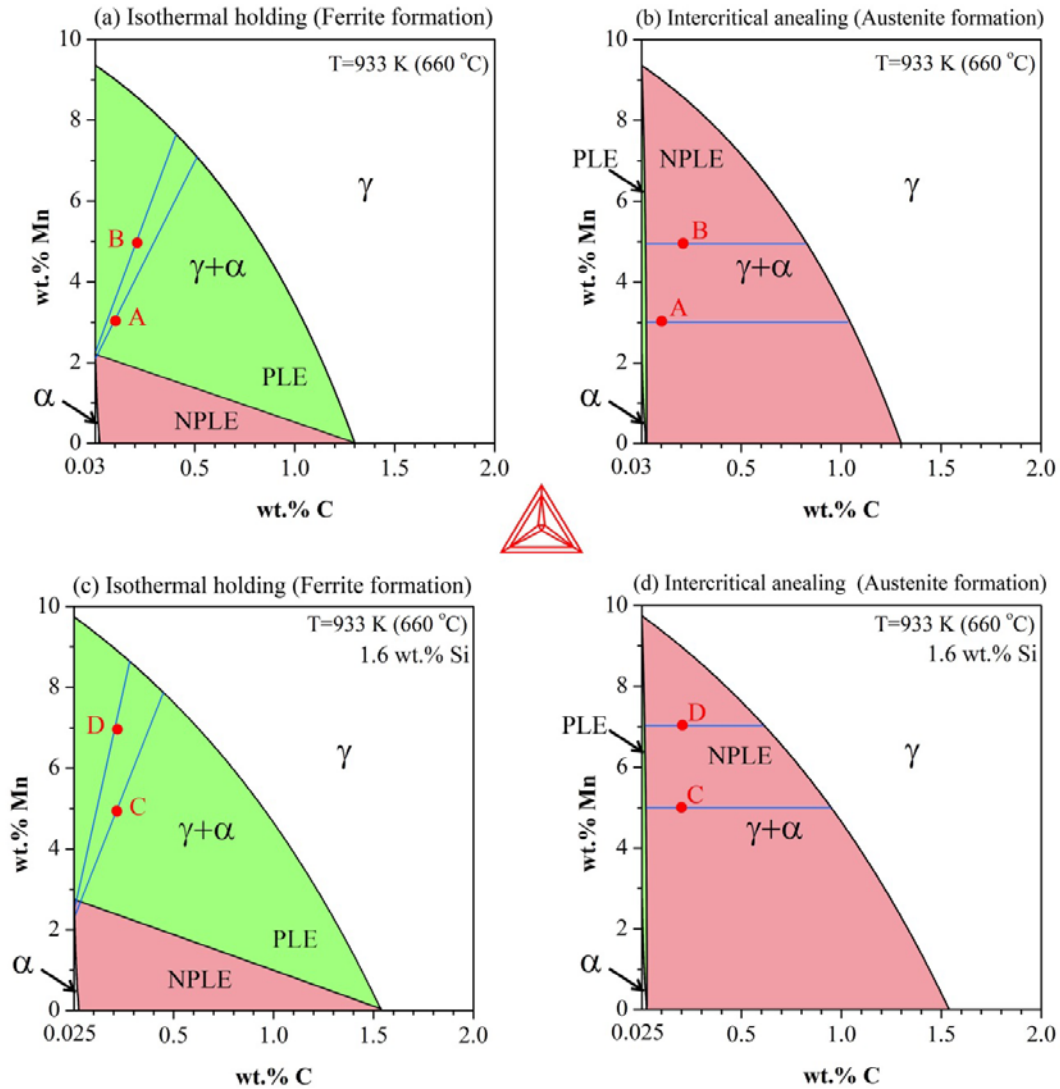 (a) Isothermal holding (Ferrite formation)
T=933 K (660 °C)
10
8
6
4
2
0
wt.% Mn
B
A
γ
γ+α
PLE
NPLE
α
0.03
0.5
1.0
1.5
2.0
wt.% C
(b) Intercritical anealing (Austenite formation)
T=933 K (660 °C)
10
8
6
4
2
0
wt.% Mn
PLE
NPLE
γ
B
γ+α
A
α
0.03
0.5
1.0
1.5
2.0
wt.% C
(c) Isothermal holding (Ferrite formation)
T=933 K (660 °C)
1.6 wt.% Si
10
8
6
4
2
0
wt.% Mn
D
γ
C
γ+α
PLE
NPLE
α
0.025
0.5
1.0
1.5
2.0
wt.% C
(d) Intercritical anealing (Austenite formation)
T=933 K (660 °C)
1.6 wt.% Si
10
8
6
4
2
0
wt.% Mn
PLE
D
NPLE
γ
C
γ+α
α
0.025
0.5
1.0
1.5
2.0
wt.% C